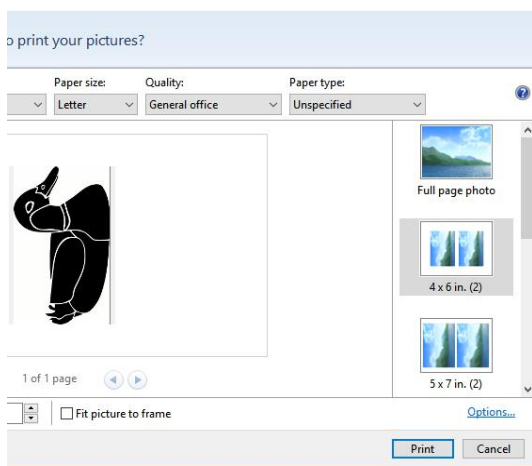 o print your pictures?
Paper size: Quality: Paper type:
Letter General office Unspecified
Full page photo
4 x 6 in. (2)
5 x 7 in. (2)
1 of 1 page
Fit picture to frame
Options...
Print Cancel